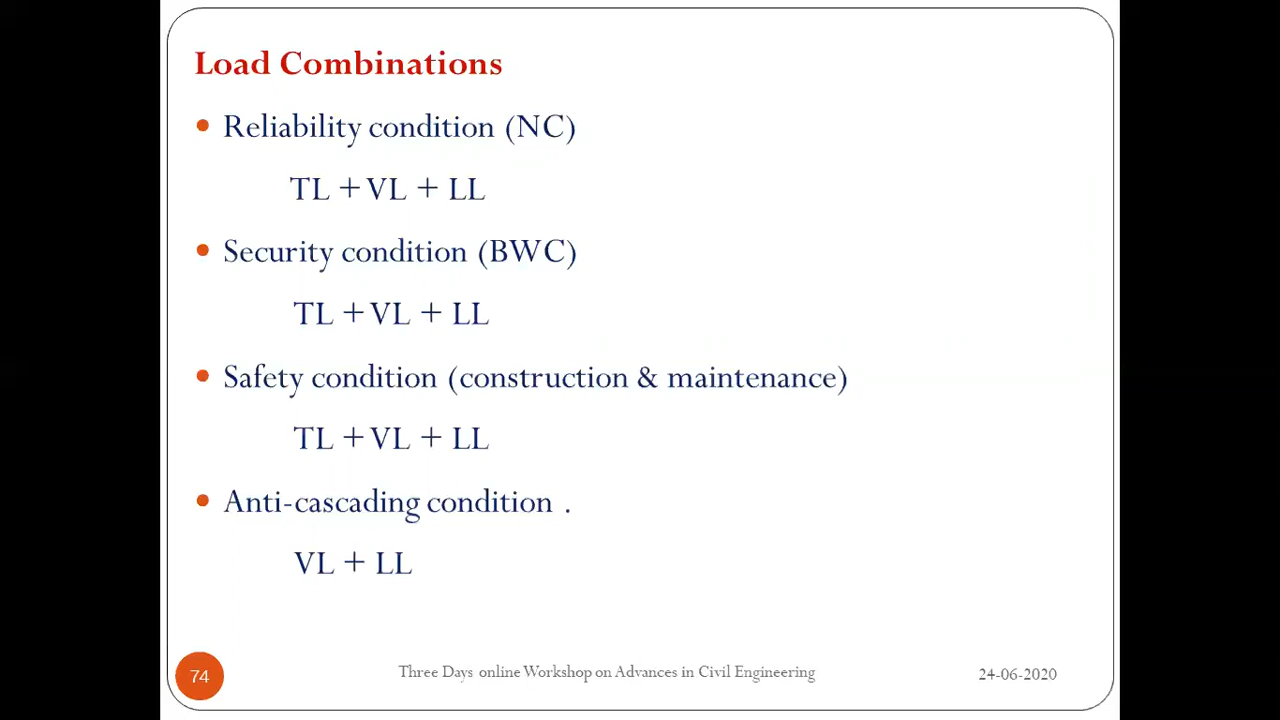 Load Combinations
• Reliability condition (NC)
TL + VL + LL
• Security condition (BWC)
TL + VL + LL
• Safety condition (construction & maintenance)
TL + VL + LL
• Anti-cascading condition .
VL + LL
74
Three Days online Workshop on Advances in Civil Engineering
24-06-2020